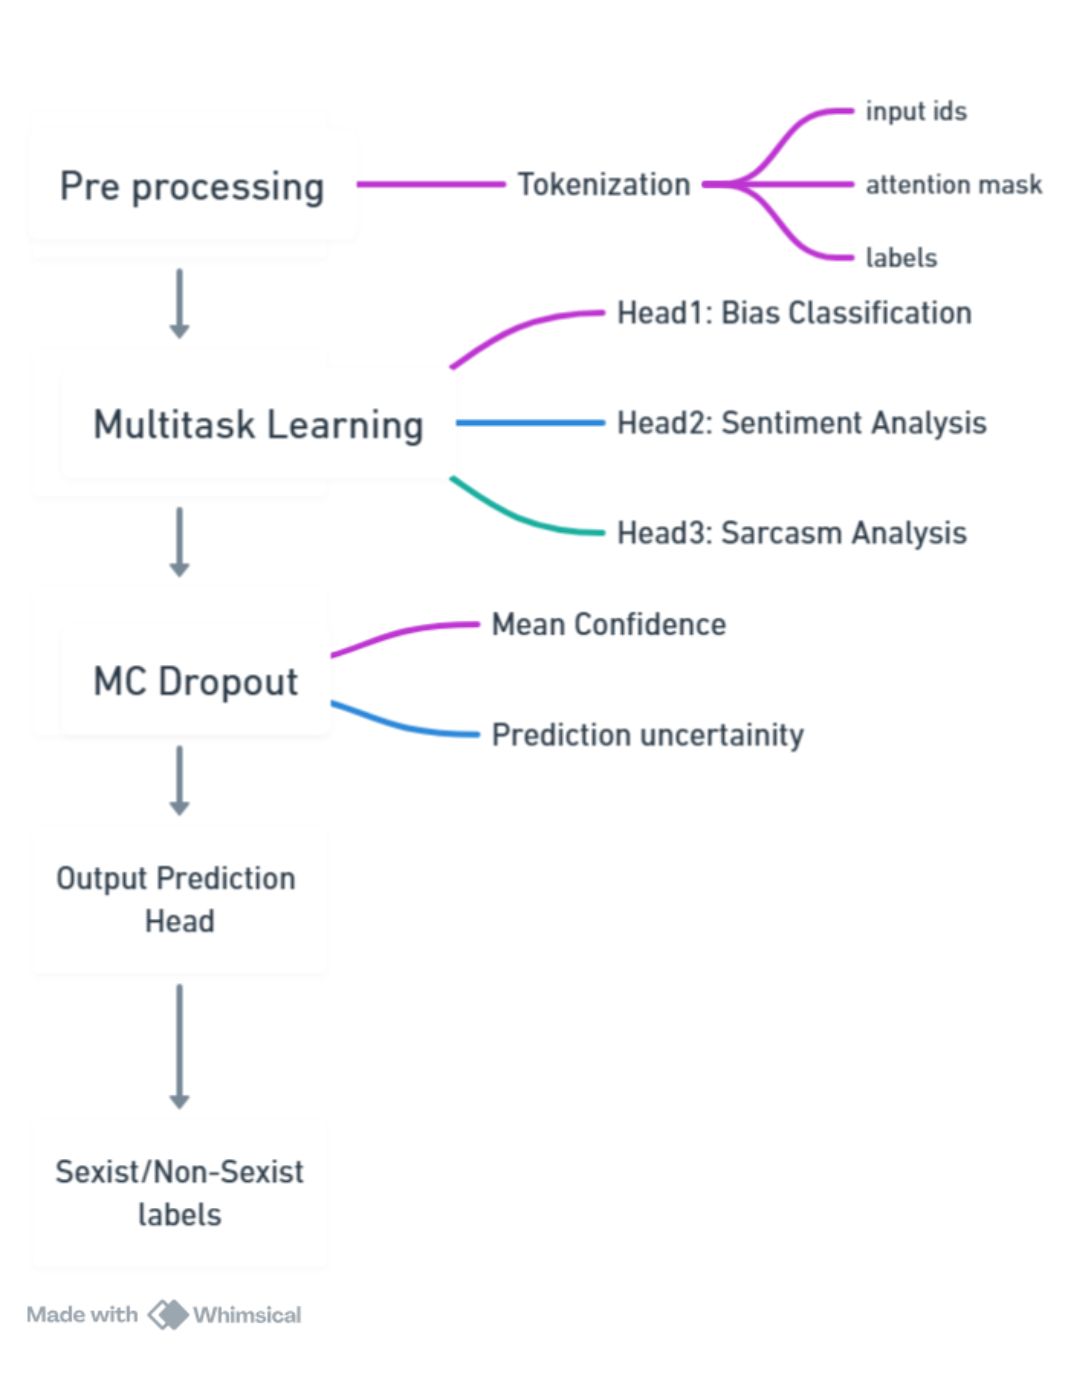 Pre processing
Tokenization
input ids
attention mask
labels
Multitask Learning
Head1: Bias Classification
Head2: Sentiment Analysis
Head3: Sarcasm Analysis
MC Dropout
Mean Confidence
Prediction uncertainity
Output Prediction
Head
Sexist/Non-Sexist
labels
Made with Whimsical